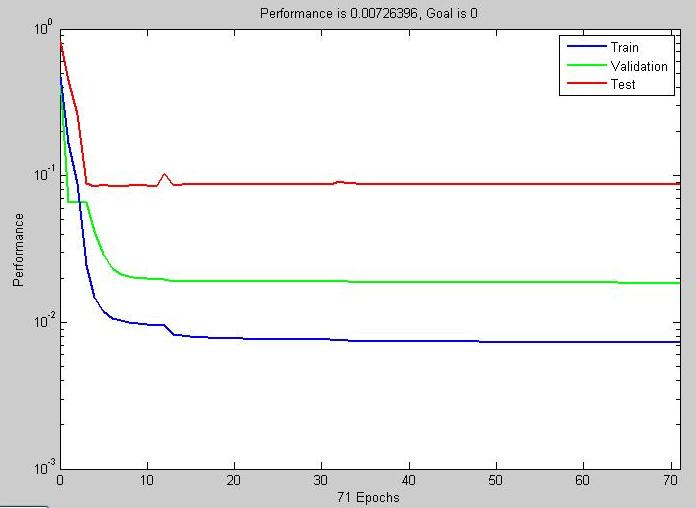 Performance is 0.00726396, Goal is 0
Train
Validation
Test
10^0
10^-1
10^-2
10^-3
Performance
0 10 20 30 40 50 60 70
71 Epochs